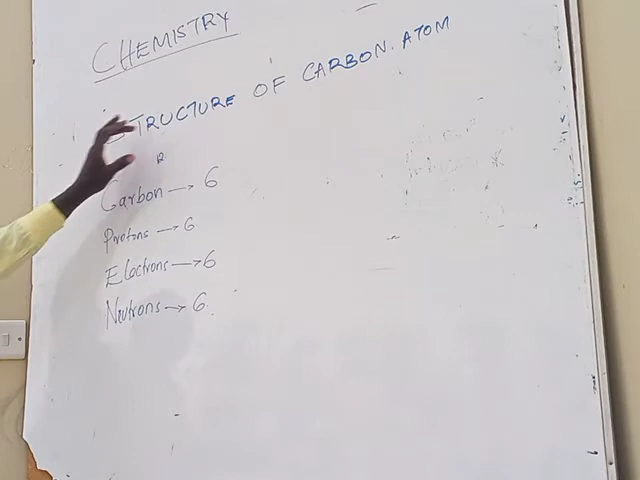 CHEMISTRY
STRUCTURE OF CARBON ATOM
Carbon → 6
Protons → 6
Electrons → 6
Neutrons → 6